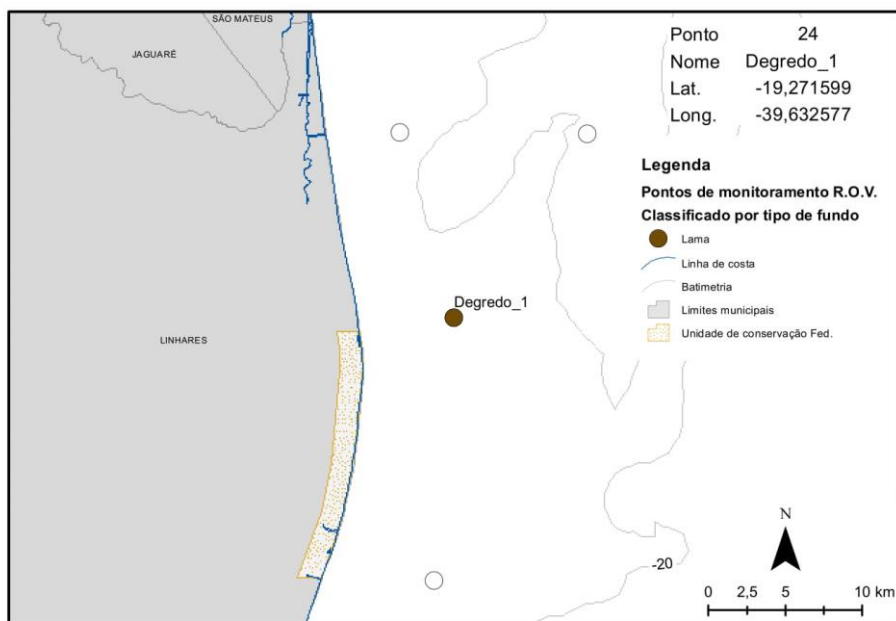 SÃO MATEUS
JAGUARÉ
LINHARES
Degredo_1
-20
Ponto 24
Nome Degredo_1
Lat. -19,271599
Long. -39,632577
Legenda
Pontos de monitoramento R.O.V.
Classificado por tipo de fundo
Lama
Linha de costa
Batimetria
Limites municipais
Unidade de conservação Fed.
N
0 2,5 5 10 km